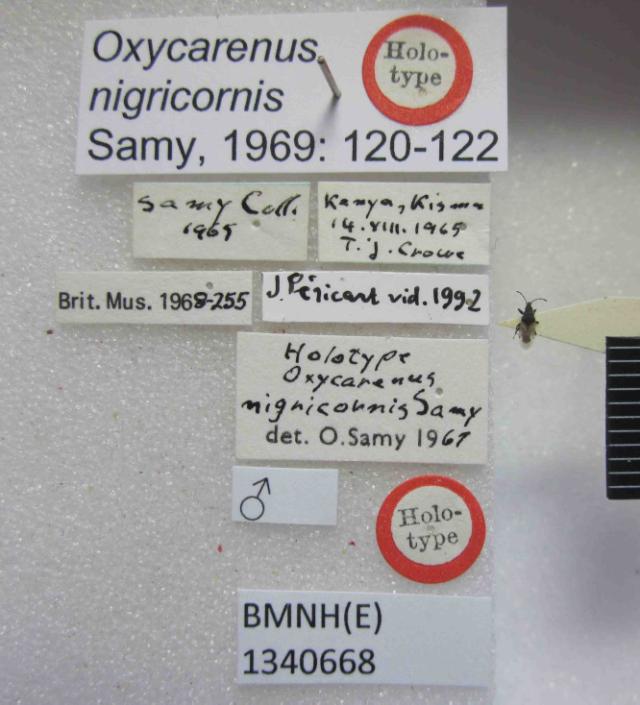 Oxycarenus
nigricornis
Samy, 1969: 120-122
Holo-
type
Samy Coll.
1965
Kenya, Kisma
14.VIII.1965
T.J. Crowe
Brit. Mus. 1968-255
J. Péricart vid. 1992
Holotype
Oxycarenus
nigricornis Samy
det. O.Samy 1967
♂
Holo-
type
BMNH(E)
1340668